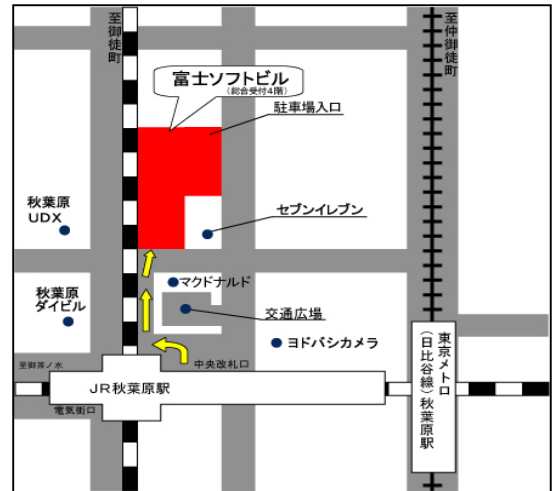 至御徒町
至仲御徒町
富士ソフトビル
(総合受付4階)
駐車場入口
秋葉原
UDX
セブンイレブン
マクドナルド
秋葉原
ダイビル
交通広場
ヨドバシカメラ
至御茶ノ水
中央改札口
JR秋葉原駅
電気街口
東京メトロ
(日比谷線)秋葉原駅